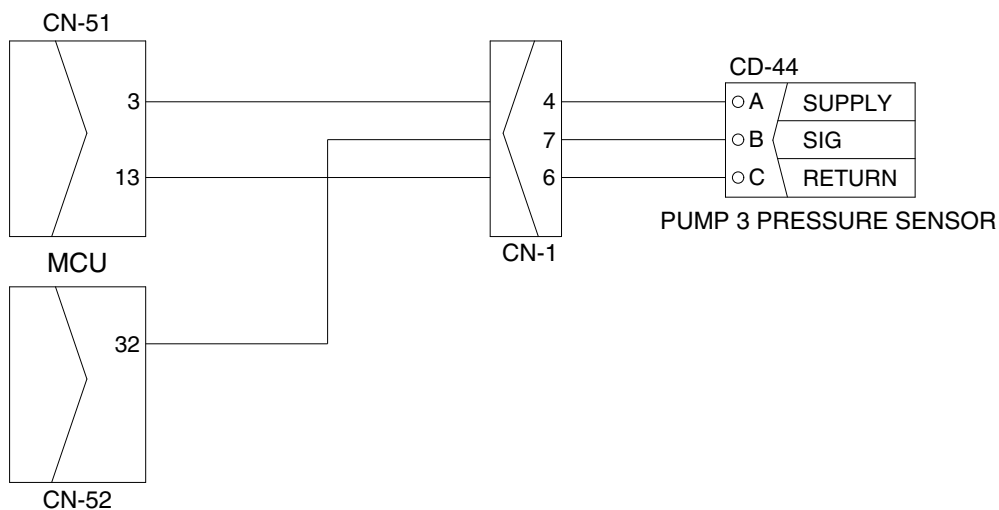 CN-51
3
13
MCU
32
CN-52
4
7
6
CN-1
CD-44
A SUPPLY
B SIG
C RETURN
PUMP 3 PRESSURE SENSOR